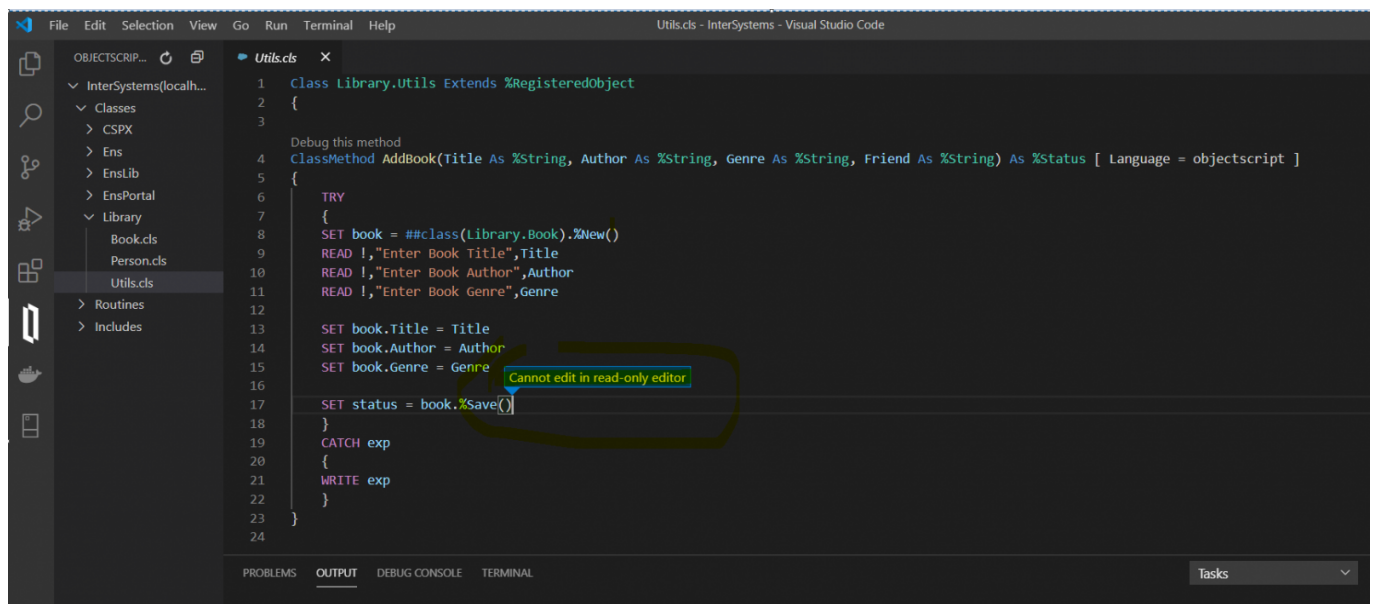 File Edit Selection View Go Run Terminal Help
Utils.cls - InterSystems - Visual Studio Code
OBJECTSCRIP...
InterSystems(localh...
Classes
CSPX
Ens
EnsLib
EnsPortal
Library
Book.cls
Person.cls
Utils.cls
Routines
Includes
Utils.cls
1 Class Library.Utils Extends %RegisteredObject
2 {
3
Debug this method
4 ClassMethod AddBook(Title As %String, Author As %String, Genre As %String, Friend As %String) As %Status [ Language = objectscript ]
5 {
6 TRY
7 {
8 SET book = ##class(Library.Book).%New()
9 READ !,"Enter Book Title",Title
10 READ !,"Enter Book Author",Author
11 READ !,"Enter Book Genre",Genre
12
13 SET book.Title = Title
14 SET book.Author = Author
15 SET book.Genre = Genre
Cannot edit in read-only editor
16
17 SET status = book.%Save()
18 }
19 CATCH exp
20 {
21 WRITE exp
22 }
23 }
24
PROBLEMS OUTPUT DEBUG CONSOLE TERMINAL
Tasks